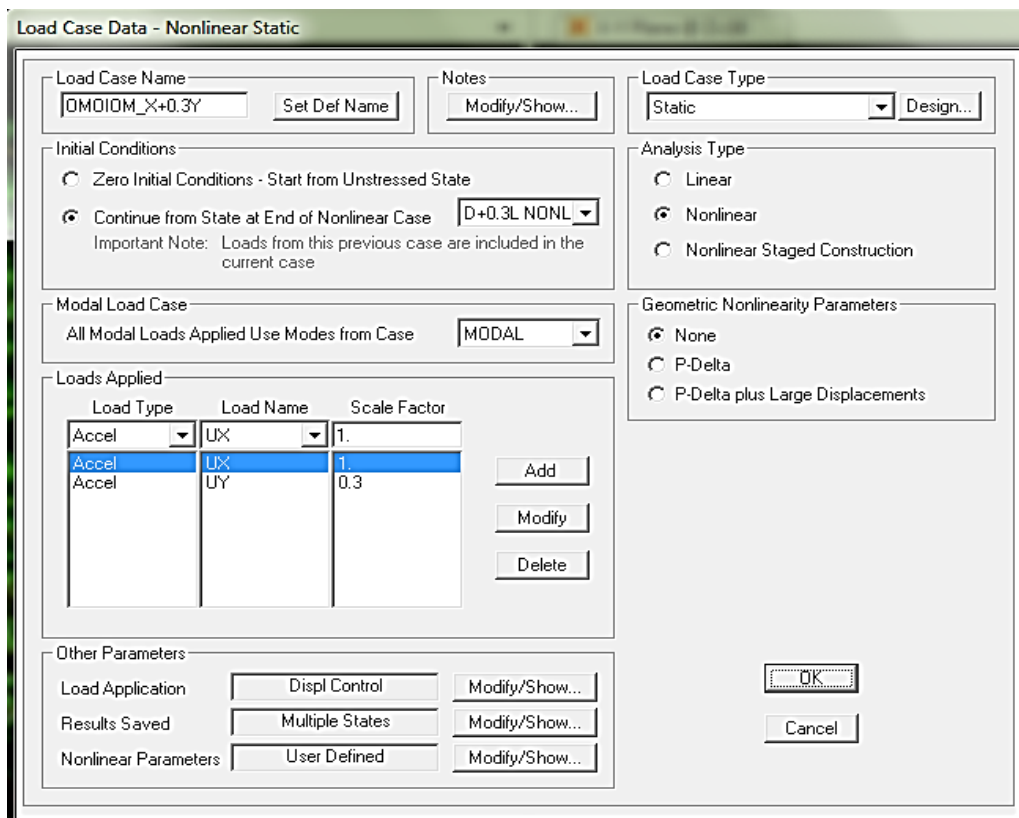 Load Case Data - Nonlinear Static
Load Case Name
OMOIOM_X+0.3Y
Set Def Name
Notes
Modify/Show...
Load Case Type
Static
Design...
Initial Conditions
Zero Initial Conditions - Start from Unstressed State
Continue from State at End of Nonlinear Case
D+0.3L NONL
Important Note: Loads from this previous case are included in the
current case
Analysis Type
Linear
Nonlinear
Nonlinear Staged Construction
Modal Load Case
All Modal Loads Applied Use Modes from Case
MODAL
Geometric Nonlinearity Parameters
None
P-Delta
P-Delta plus Large Displacements
Loads Applied
Load Type Load Name Scale Factor
Accel UX 1.
Accel UX 1.
Accel UY 0.3
Add
Modify
Delete
Other Parameters
Load Application Displ Control Modify/Show...
Results Saved Multiple States Modify/Show...
Nonlinear Parameters User Defined Modify/Show...
OK
Cancel